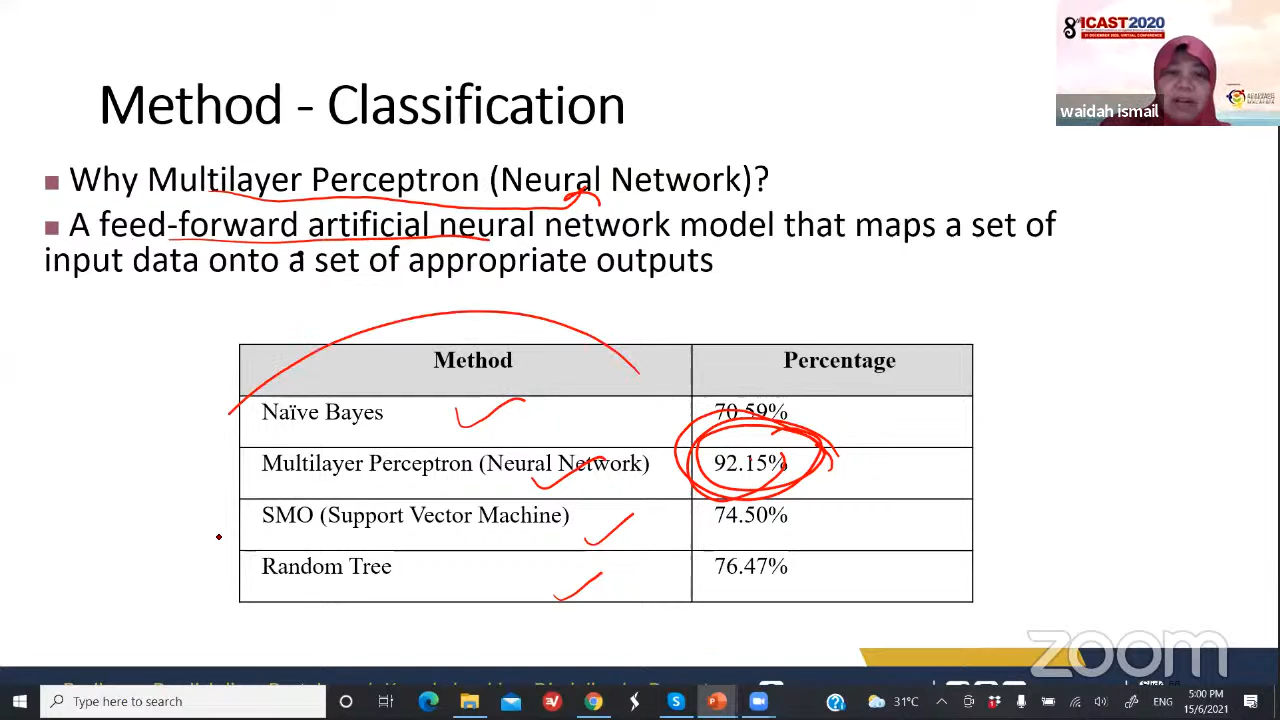 8th ICAST2020
waidah ismail
Method - Classification
■ Why Multilayer Perceptron (Neural Network)?
■ A feed-forward artificial neural network model that maps a set of
input data onto a set of appropriate outputs
Method Percentage
Naïve Bayes 70.59%
Multilayer Perceptron (Neural Network) 92.15%
SMO (Support Vector Machine) 74.50%
Random Tree 76.47%
zoom
Type here to search
31°C
ENG
5:00 PM
15/6/2021